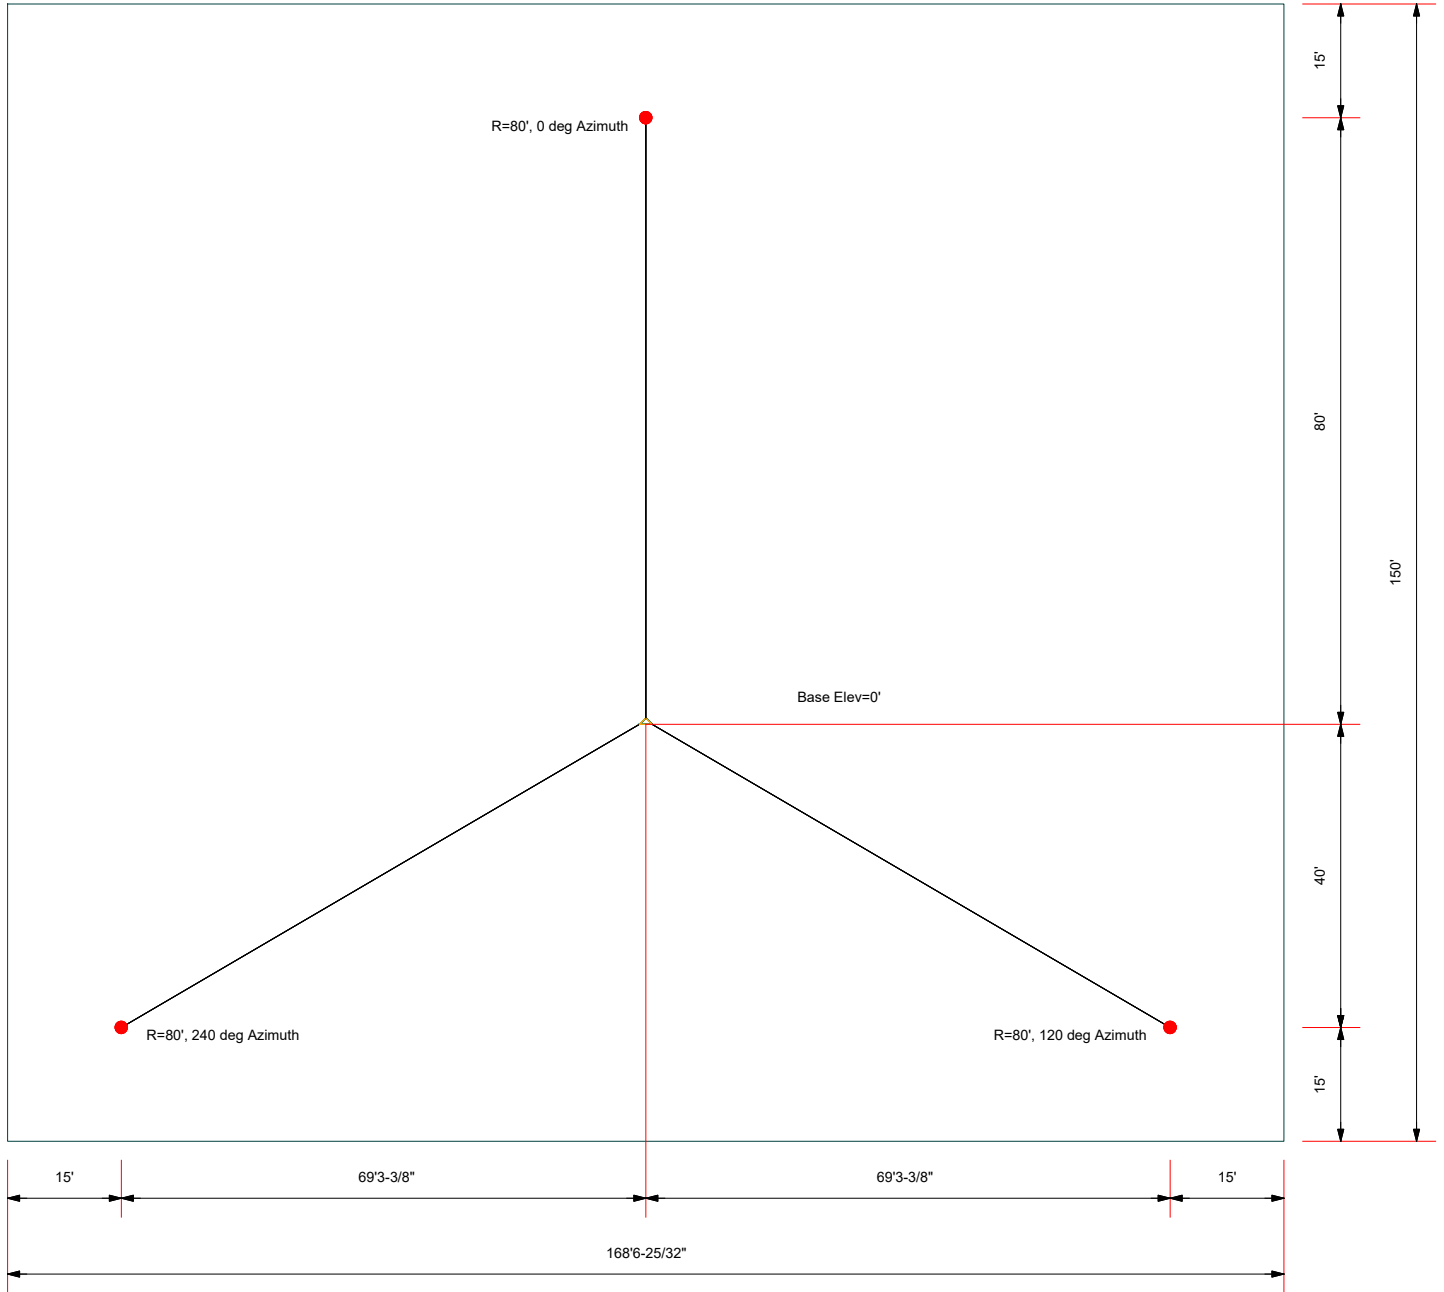 15'
R=80', 0 deg Azimuth
80'
150'
Base Elev=0'
40'
R=80', 240 deg Azimuth
R=80', 120 deg Azimuth
15'
15'
69'3-3/8"
69'3-3/8"
15'
168'6-25/32"